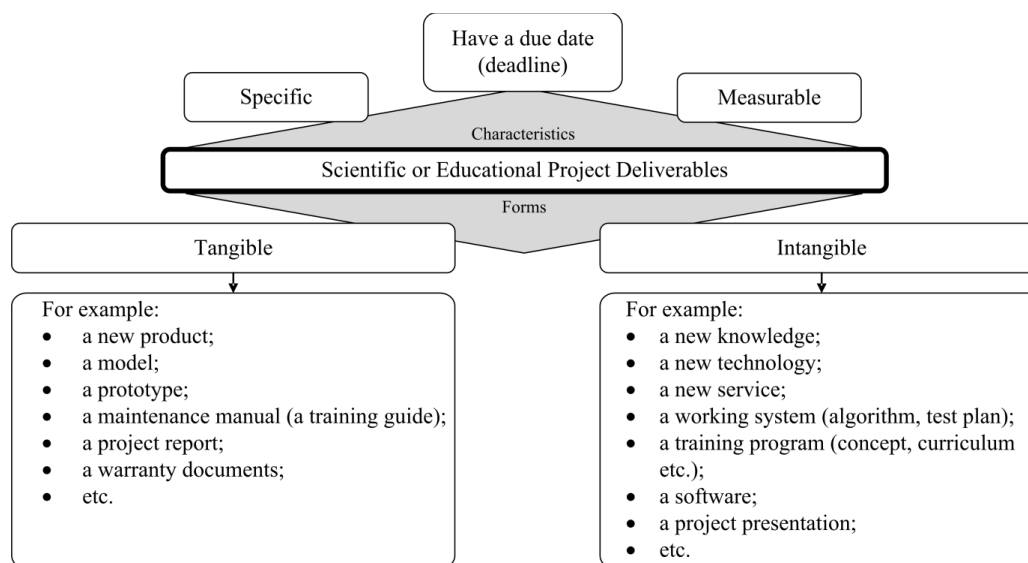 Have a due date
(deadline)
Specific
Measurable
Characteristics
Scientific or Educational Project Deliverables
Forms
Tangible
Intangible
For example:
• a new product;
• a model;
• a prototype;
• a maintenance manual (a training guide);
• a project report;
• a warranty documents;
• etc.
For example:
• a new knowledge;
• a new technology;
• a new service;
• a working system (algorithm, test plan);
• a training program (concept, curriculum
etc.);
• a software;
• a project presentation;
• etc.